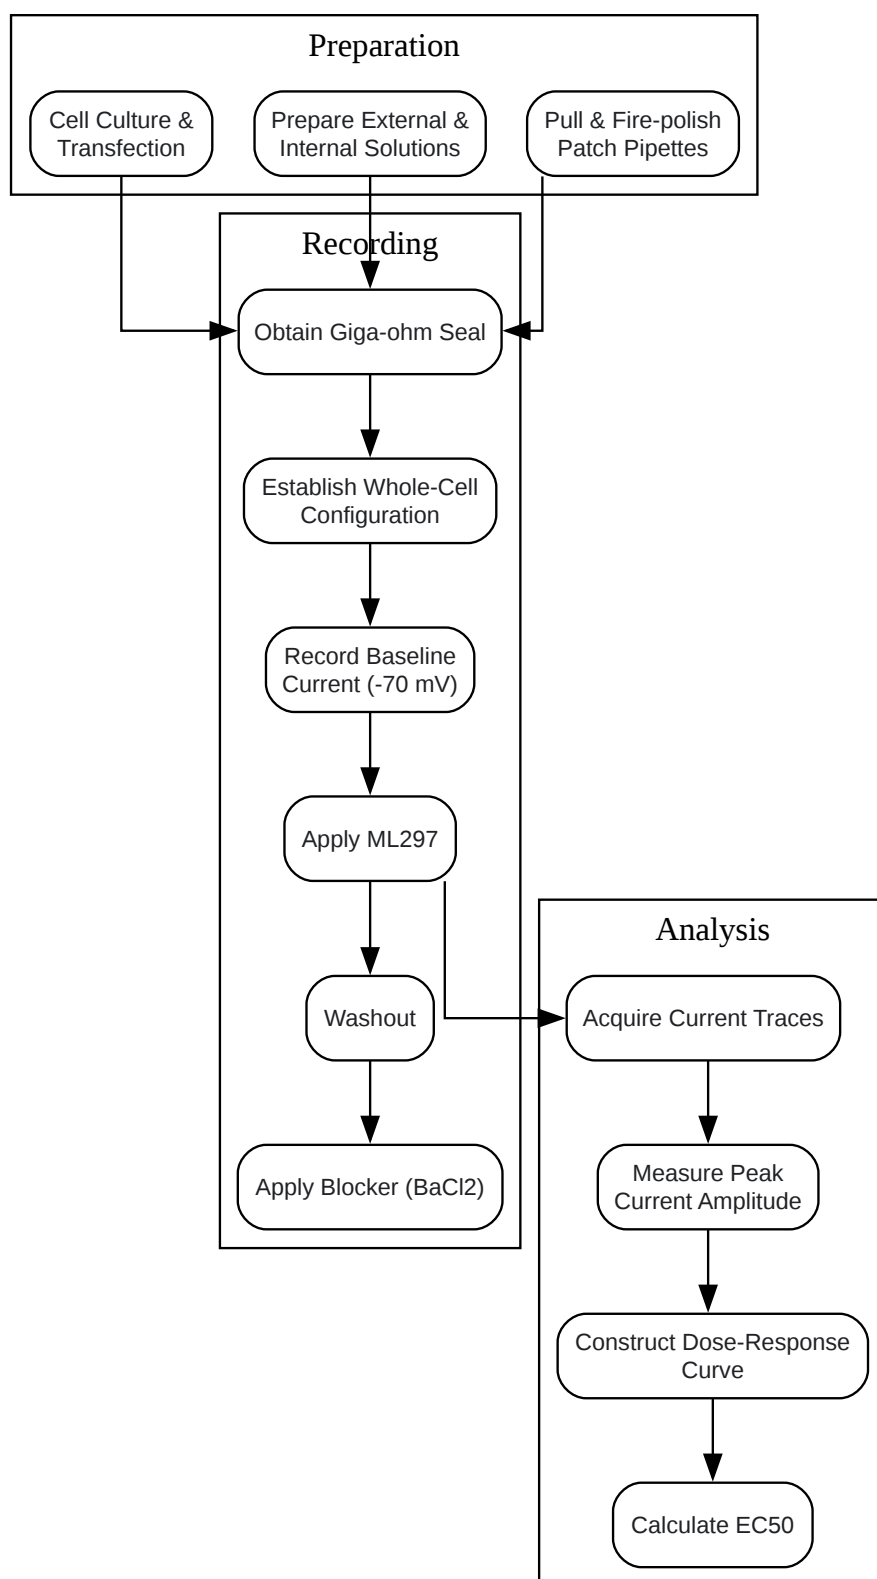 Preparation
Cell Culture &
Transfection
Prepare External &
Internal Solutions
Pull & Fire-polish
Patch Pipettes
Recording
Obtain Giga-ohm Seal
Establish Whole-Cell
Configuration
Record Baseline
Current (-70 mV)
Apply ML297
Washout
Apply Blocker (BaCl2)
Analysis
Acquire Current Traces
Measure Peak
Current Amplitude
Construct Dose-Response
Curve
Calculate EC50